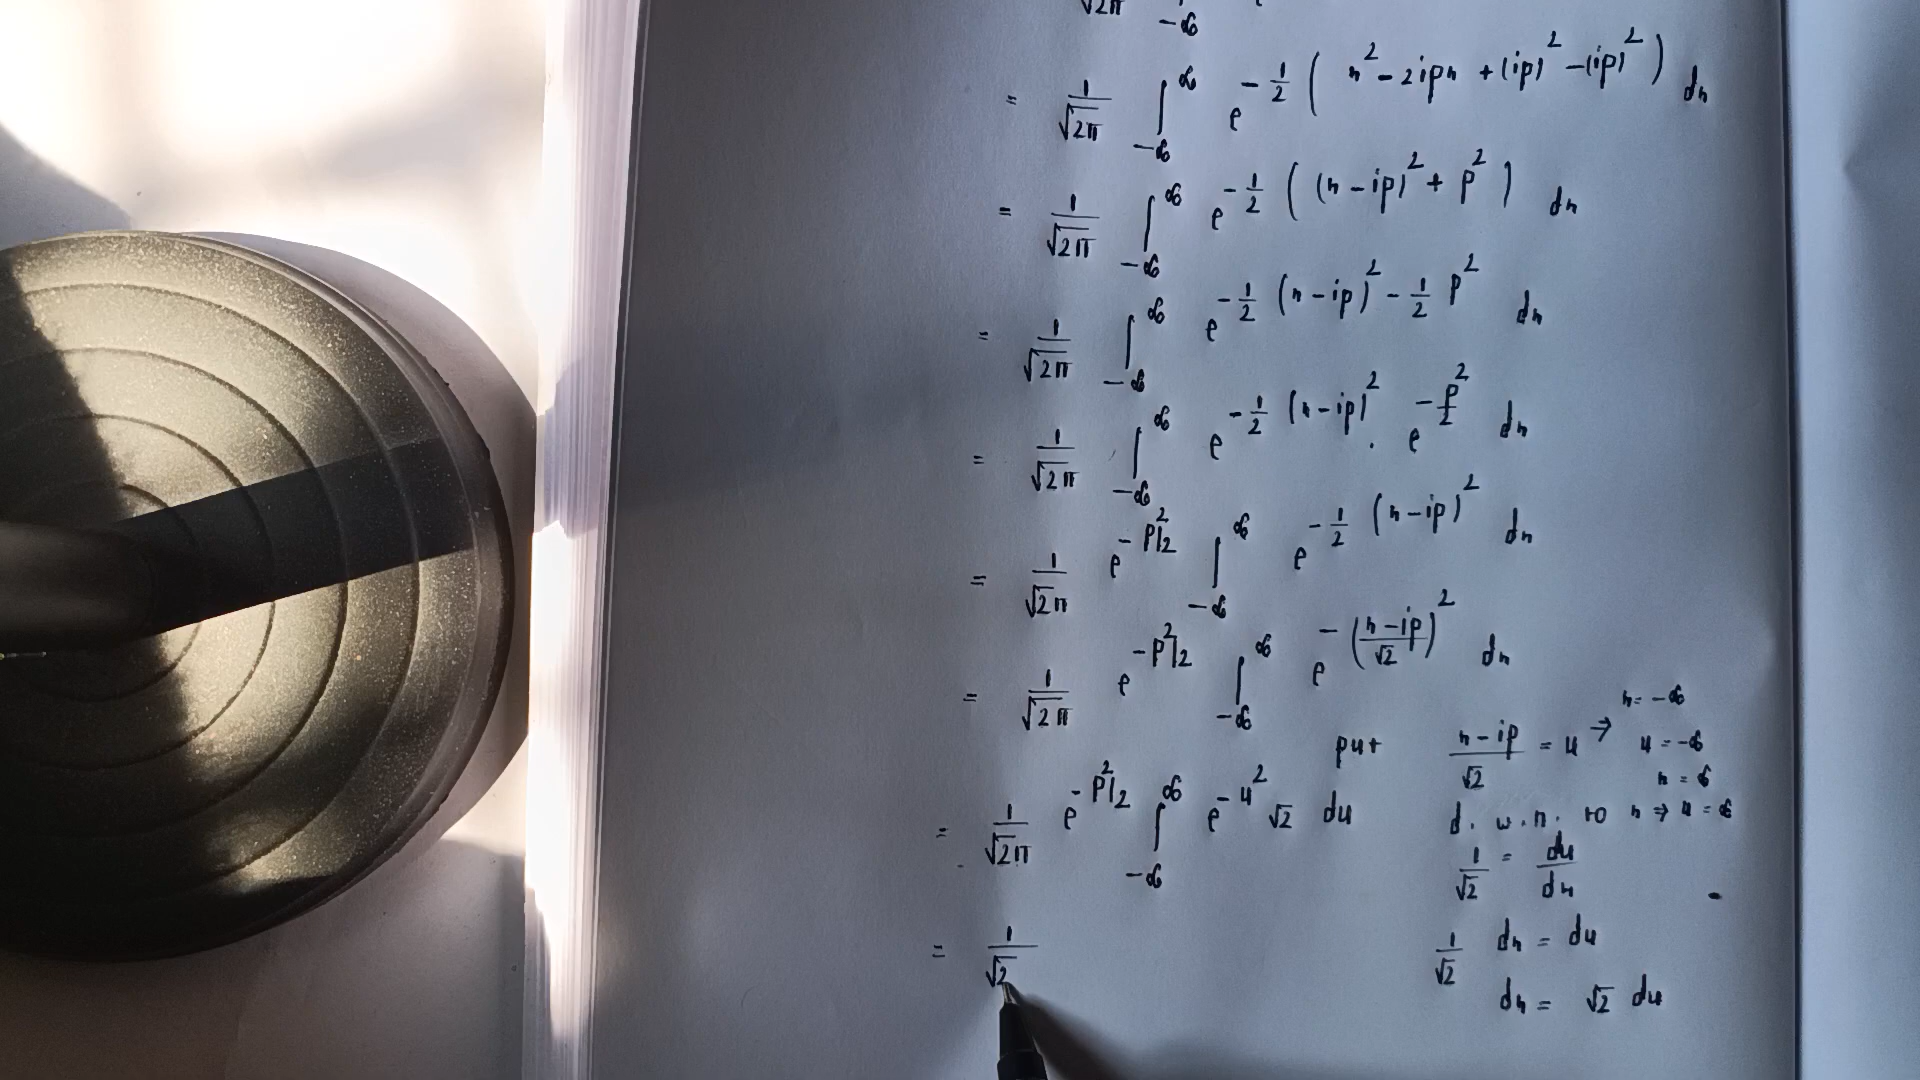 √2π -∞
= 1/√2π ∫_{-∞}^{∞} e^{-1/2 (x² - 2ipx + (ip)² - (ip)²)} dx
= 1/√2π ∫_{-∞}^{∞} e^{-1/2 ((x - ip)² + p²)} dx
= 1/√2π ∫_{-∞}^{∞} e^{-1/2 (x - ip)² - 1/2 p²} dx
= 1/√2π ∫_{-∞}^{∞} e^{-1/2 (x - ip)²} . e^{-p²/2} dx
= 1/√2π e^{-p²/2} ∫_{-∞}^{∞} e^{-1/2 (x - ip)²} dx
= 1/√2π e^{-p²/2} ∫_{-∞}^{∞} e^{-((x - ip)/√2)²} dx
put (x - ip)/√2 = u → x = -∞
u = -∞
x = ∞
= 1/√2π e^{-p²/2} ∫_{-∞}^{∞} e^{-u²} √2 du
d. w. r. to x ⇒ u = ∞
1/√2 = du/dx
1/√2 dx = du
dx = √2 du
= 1/√2